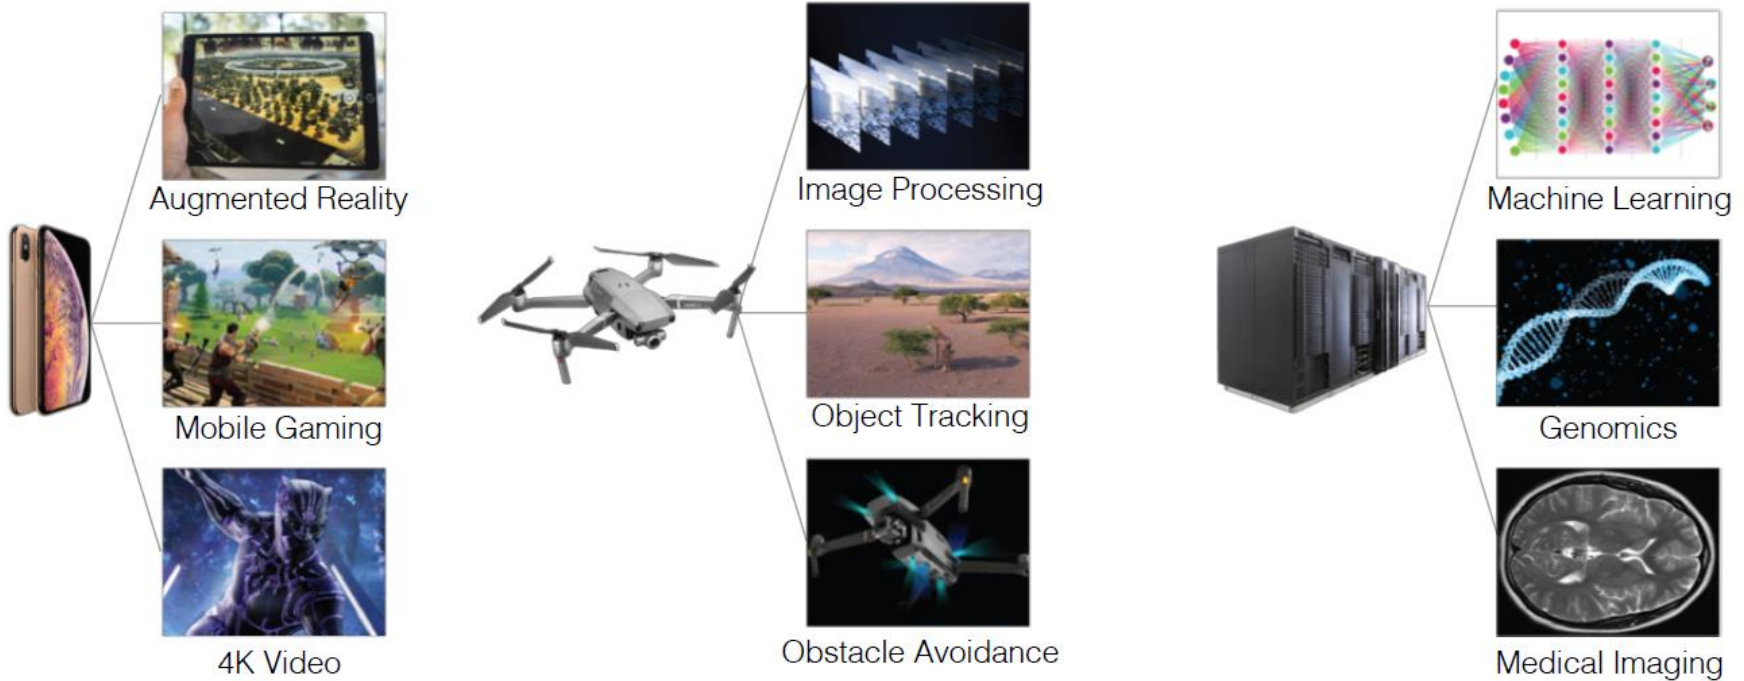 Augmented Reality
Mobile Gaming
4K Video
Image Processing
Object Tracking
Obstacle Avoidance
Machine Learning
Genomics
Medical Imaging